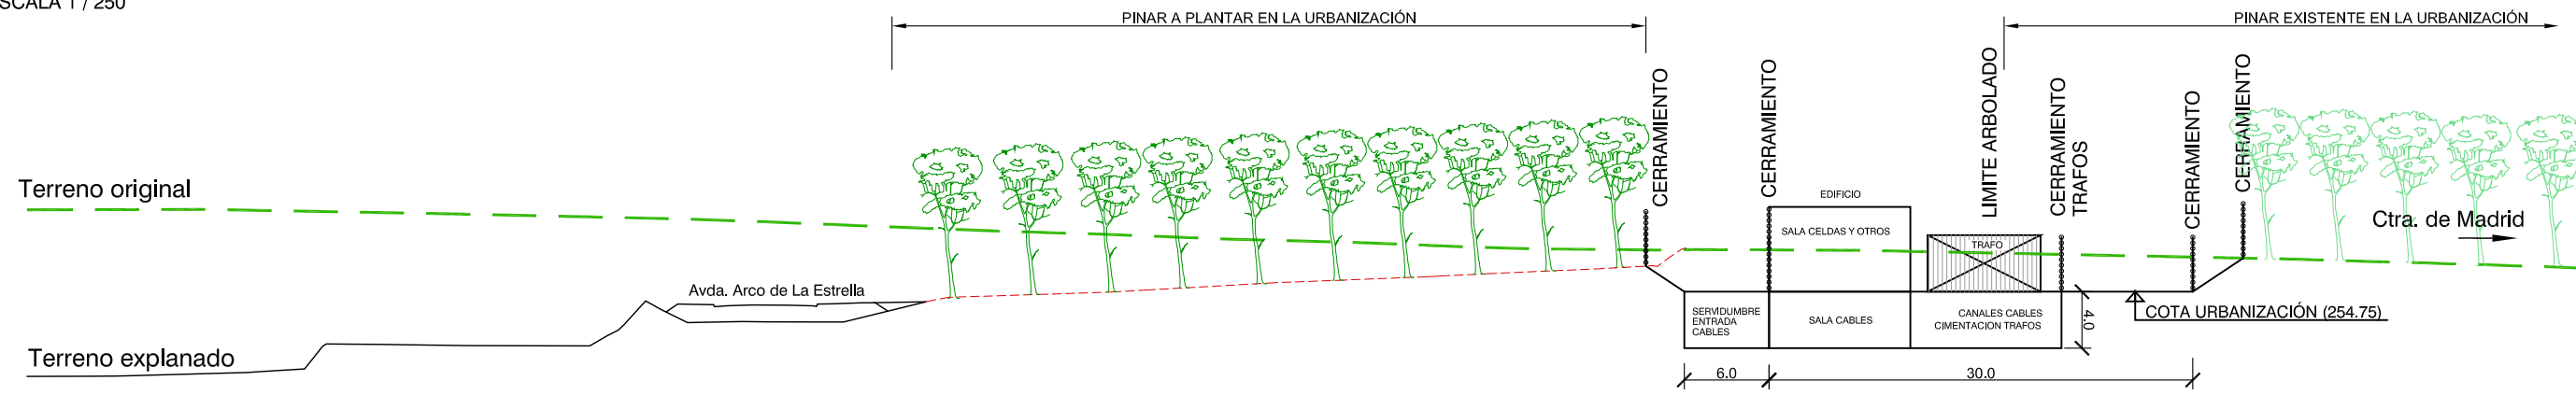 ESCALA 1 / 250
PINAR A PLANTAR EN LA URBANIZACIÓN
PINAR EXISTENTE EN LA URBANIZACIÓN
CERRAMIENTO
CERRAMIENTO
LIMITE ARBOLADO
CERRAMIENTO
TRAFOS
CERRAMIENTO
CERRAMIENTO
Terreno original
EDIFICIO
SALA CELDAS Y OTROS
TRAFO
Ctra. de Madrid
Avda. Arco de La Estrella
SERVIDUMBRE
ENTRADA
CABLES
SALA CABLES
CANALES CABLES
CIMENTACION TRAFOS
4.0
COTA URBANIZACIÓN (254.75)
Terreno explanado
6.0
30.0